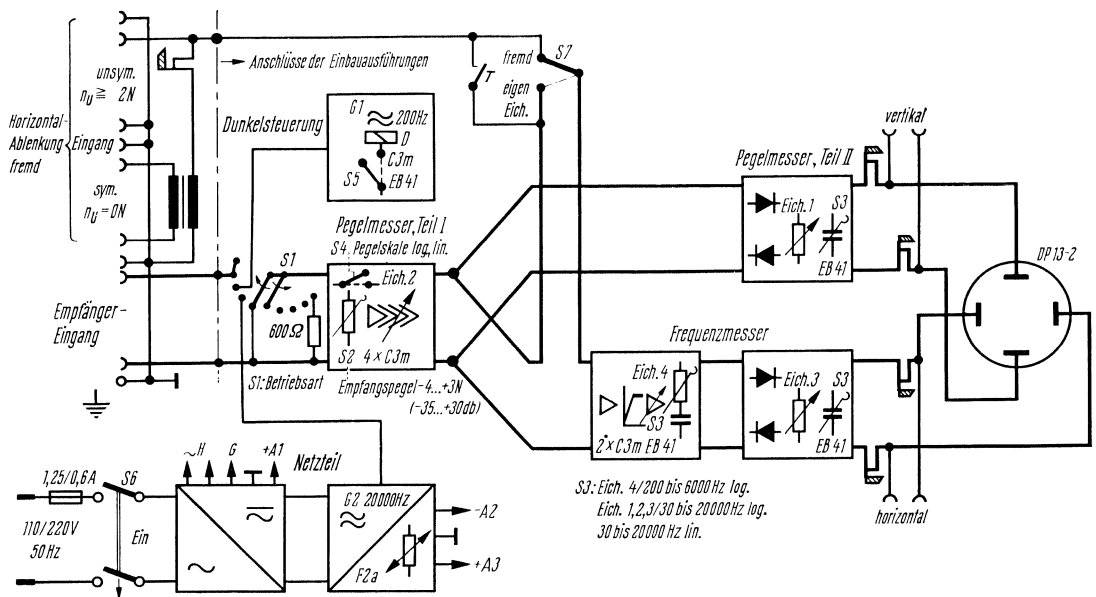 unsym.
nü ≧ 2N
Horizontal-
Ablenkung
fremd
Eingang
sym.
nü = 0N
Empfänger-
Eingang
Anschlüsse der Einbauausführungen
Dunkelsteuerung
G1
200Hz
D
C3m
S5
EB 41
T
fremd
S7
eigen
Eich.
Pegelmesser, Teil I
S4. Pegelskale log, lin.
S1
Eich.2
600Ω
S2
4 × C3m
S1: Betriebsart
Empfangspegel -4...+3N
(-35...+30db)
Pegelmesser, Teil II
Eich.1
S3
EB 41
vertikal
DP 13-2
Frequenzmesser
Eich.4
S3
2 × C3m EB 41
Eich.3
S3
EB 41
horizontal
S3: Eich. 4/200 bis 6000 Hz log.
Eich. 1,2,3/30 bis 20000 Hz log.
30 bis 20000 Hz lin.
~H
G
+A1
Netzteil
1,25/0,6A
S6
110/220V
50 Hz
Ein
G2 20000Hz
F2a
-A2
+A3